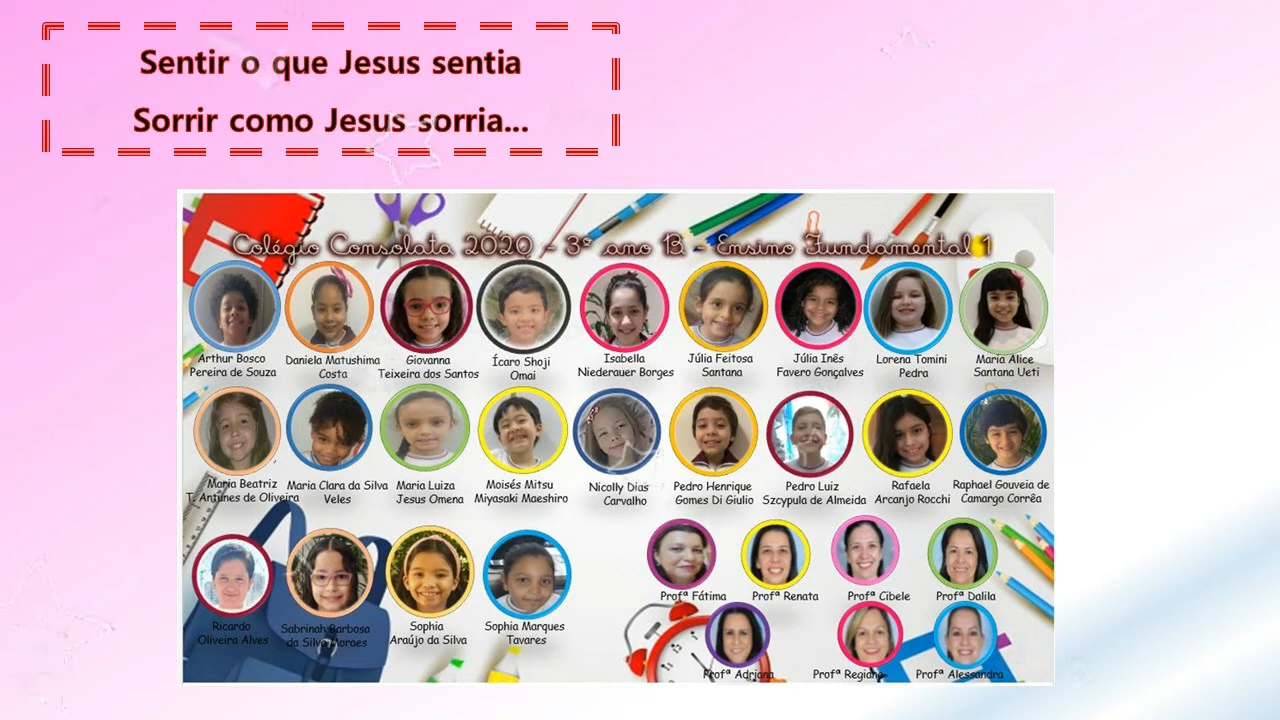 Sentir o que Jesus sentia
Sorrir como Jesus sorria...
Colégio Consolata 2020 - 3º ano B - Ensino Fundamental 1
Arthur Bosco
Pereira de Souza
Daniela Matushima
Costa
Giovanna
Teixeira dos Santos
Ícaro Shoji
Omai
Isabella
Niederauer Borges
Júlia Feitosa
Santana
Júlia Inês
Favero Gonçalves
Lorena Tomini
Pedra
Maria Alice
Santana Ueti
Maria Beatriz
T. Antunes de Oliveira
Maria Clara da Silva
Veles
Maria Luiza
Jesus Omena
Moisés Mitsu
Miyasaki Maeshiro
Nicolly Dias
Carvalho
Pedro Henrique
Gomes Di Giulio
Pedro Luiz
Szcypula de Almeida
Rafaela
Arcanjo Rocchi
Raphael Gouveia de
Camargo Corrêa
Ricardo
Oliveira Alves
Sabrinah Barbosa
da Silva Moraes
Sophia
Araújo da Silva
Sophia Marques
Tavares
Profª Fátima
Profª Renata
Profª Cibele
Profª Dalila
Profª Adriana
Profª Regiane
Profª Alessandra